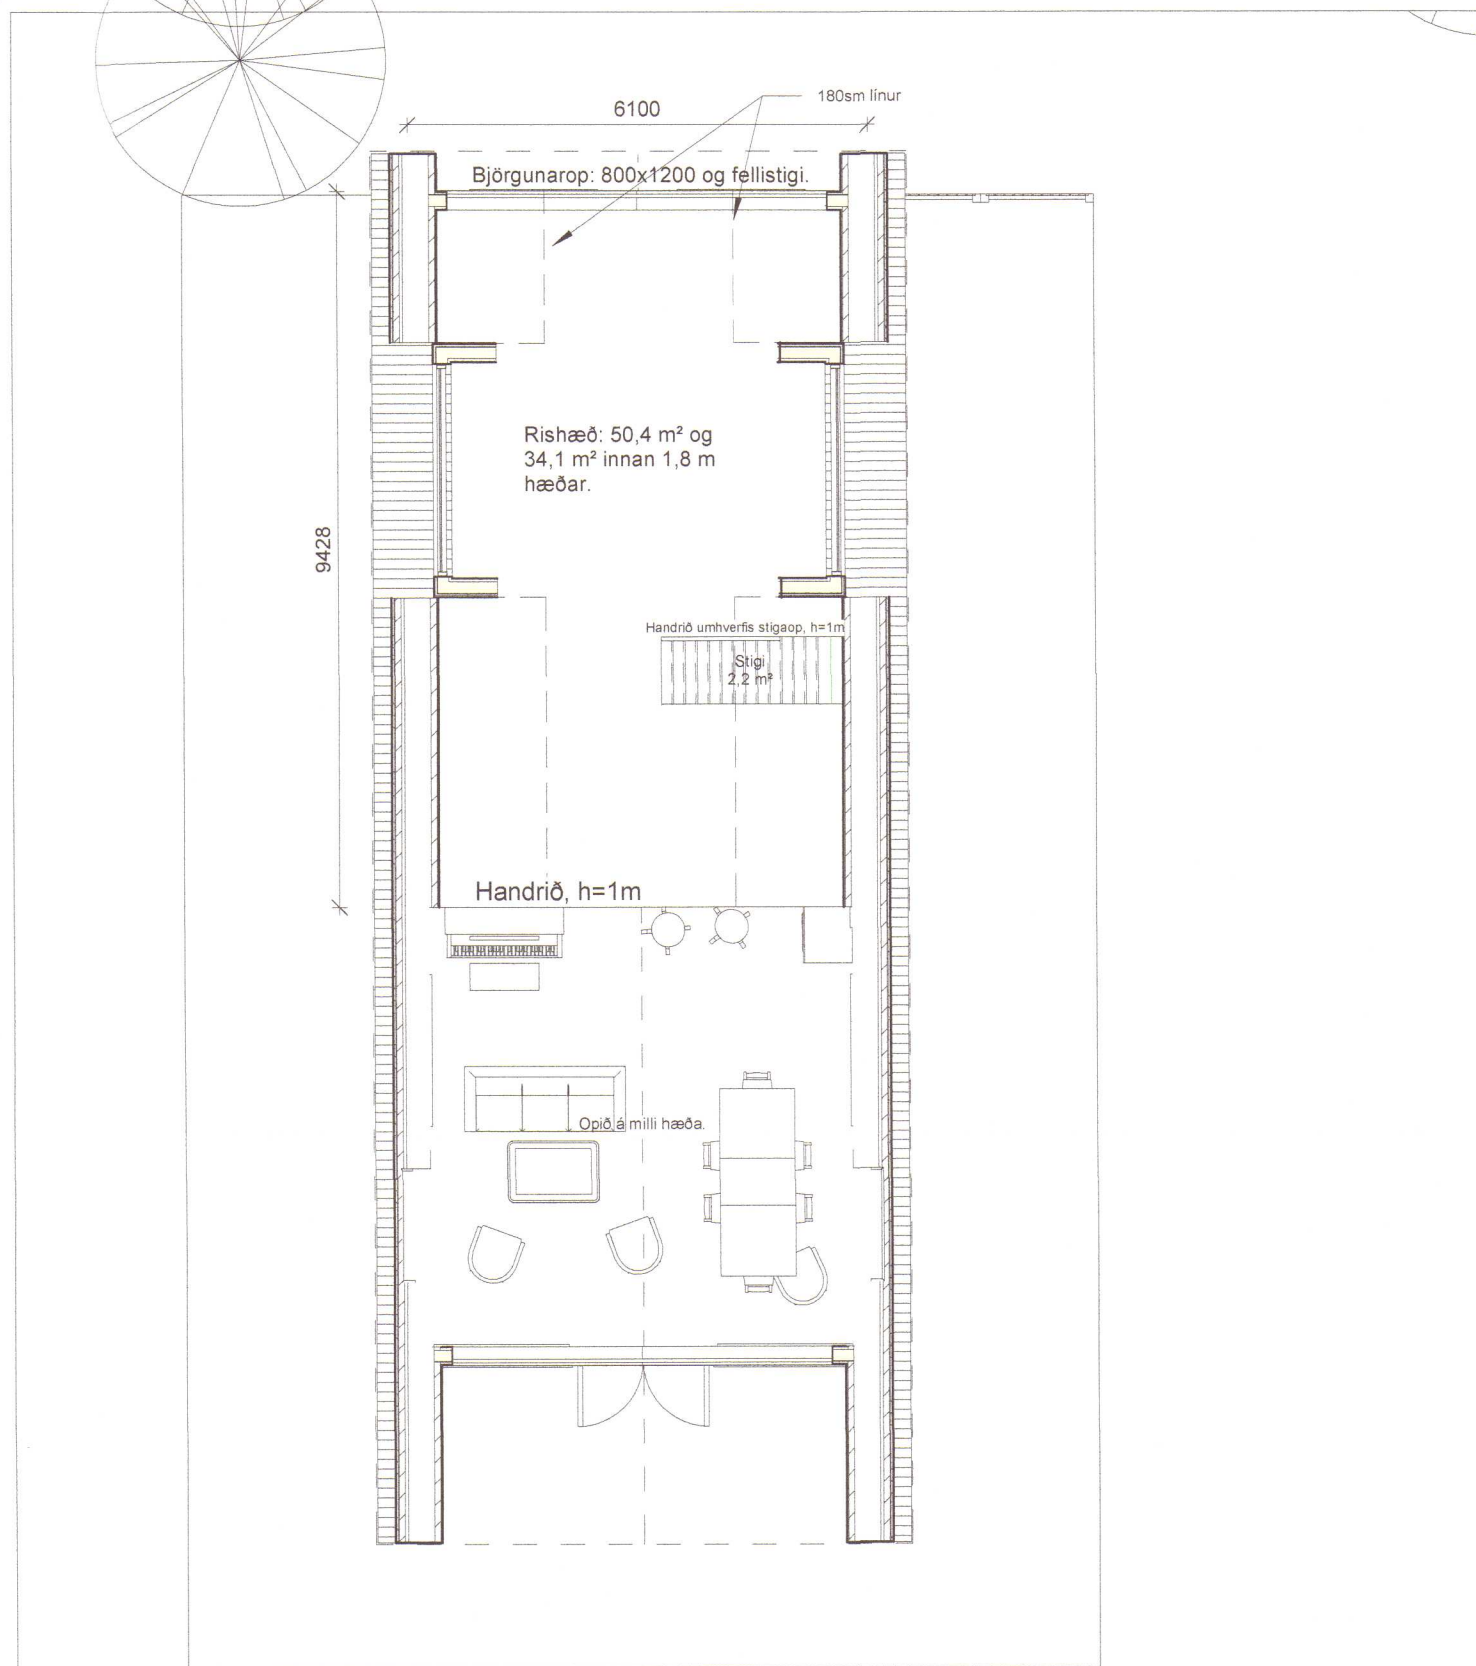 180sm línur
6100
Björgunarop: 800x1200 og fellistigi.
Rishæð: 50,4 m² og
34,1 m² innan 1,8 m
hæðar.
9428
Handrið umhverfis stigaop, h=1m
Stigi
2,2 m²
Handrið, h=1m
Opið á milli hæða.